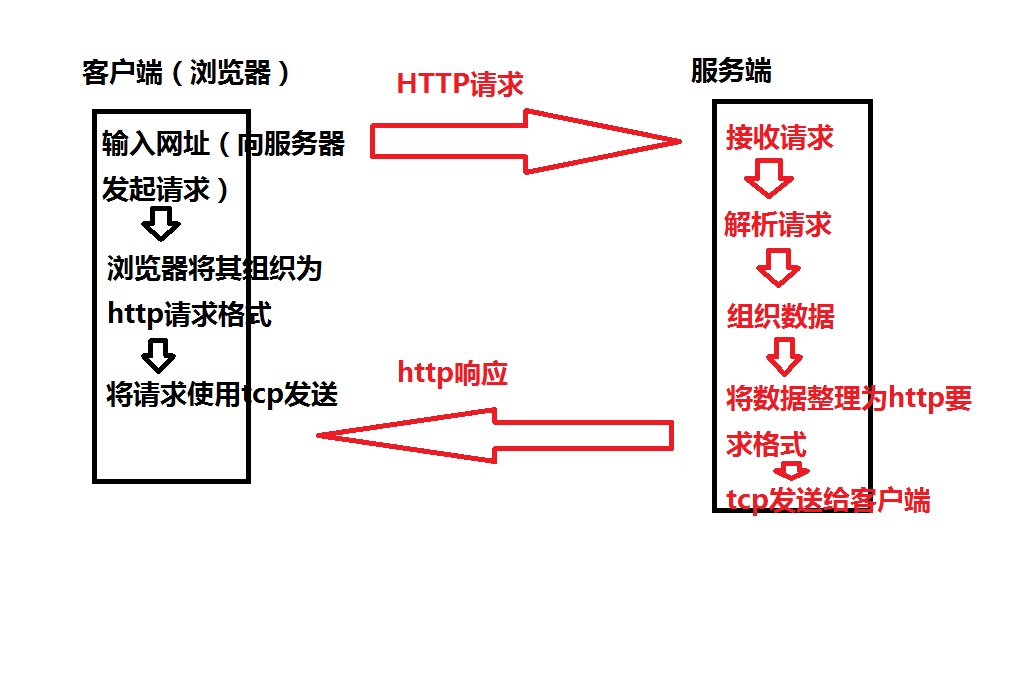 客户端（浏览器）
输入网址（向服务器
发起请求）
浏览器将其组织为
http请求格式
将请求使用tcp发送
HTTP请求
http响应
服务端
接收请求
解析请求
组织数据
将数据整理为http要
求格式
tcp发送给客户端